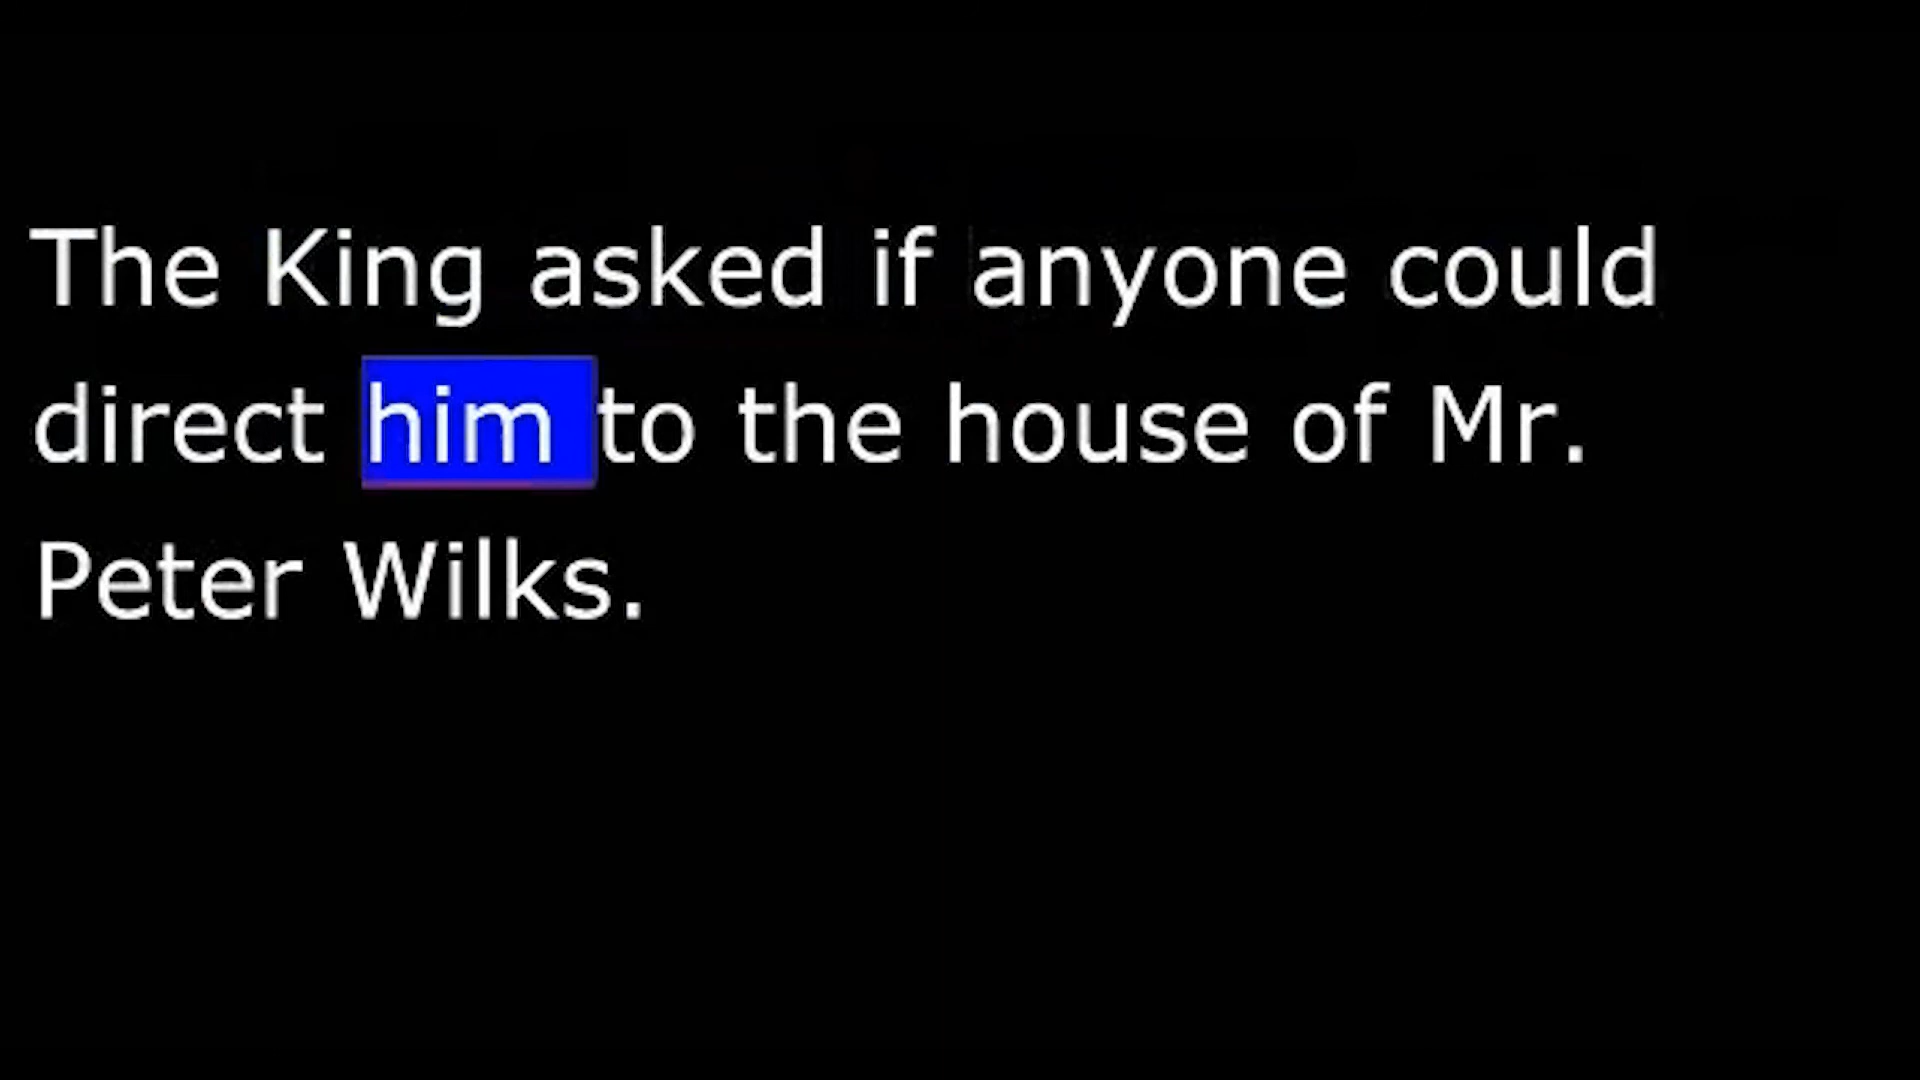 The King asked if anyone could
direct him to the house of Mr.
Peter Wilks.